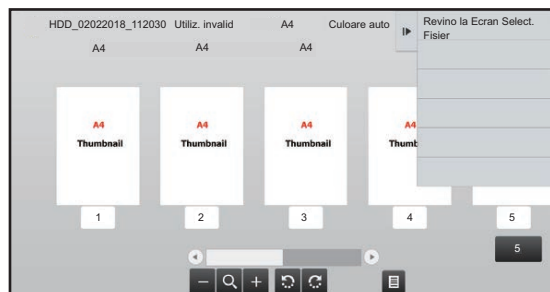 HDD_02022018_112030 Utiliz. invalid A4 Culoare auto
Revino la Ecran Select.
Fisier
A4 A4 A4
A4 A4 A4 A4
Thumbnail Thumbnail Thumbnail Thumb
1 2 3 4 5
5